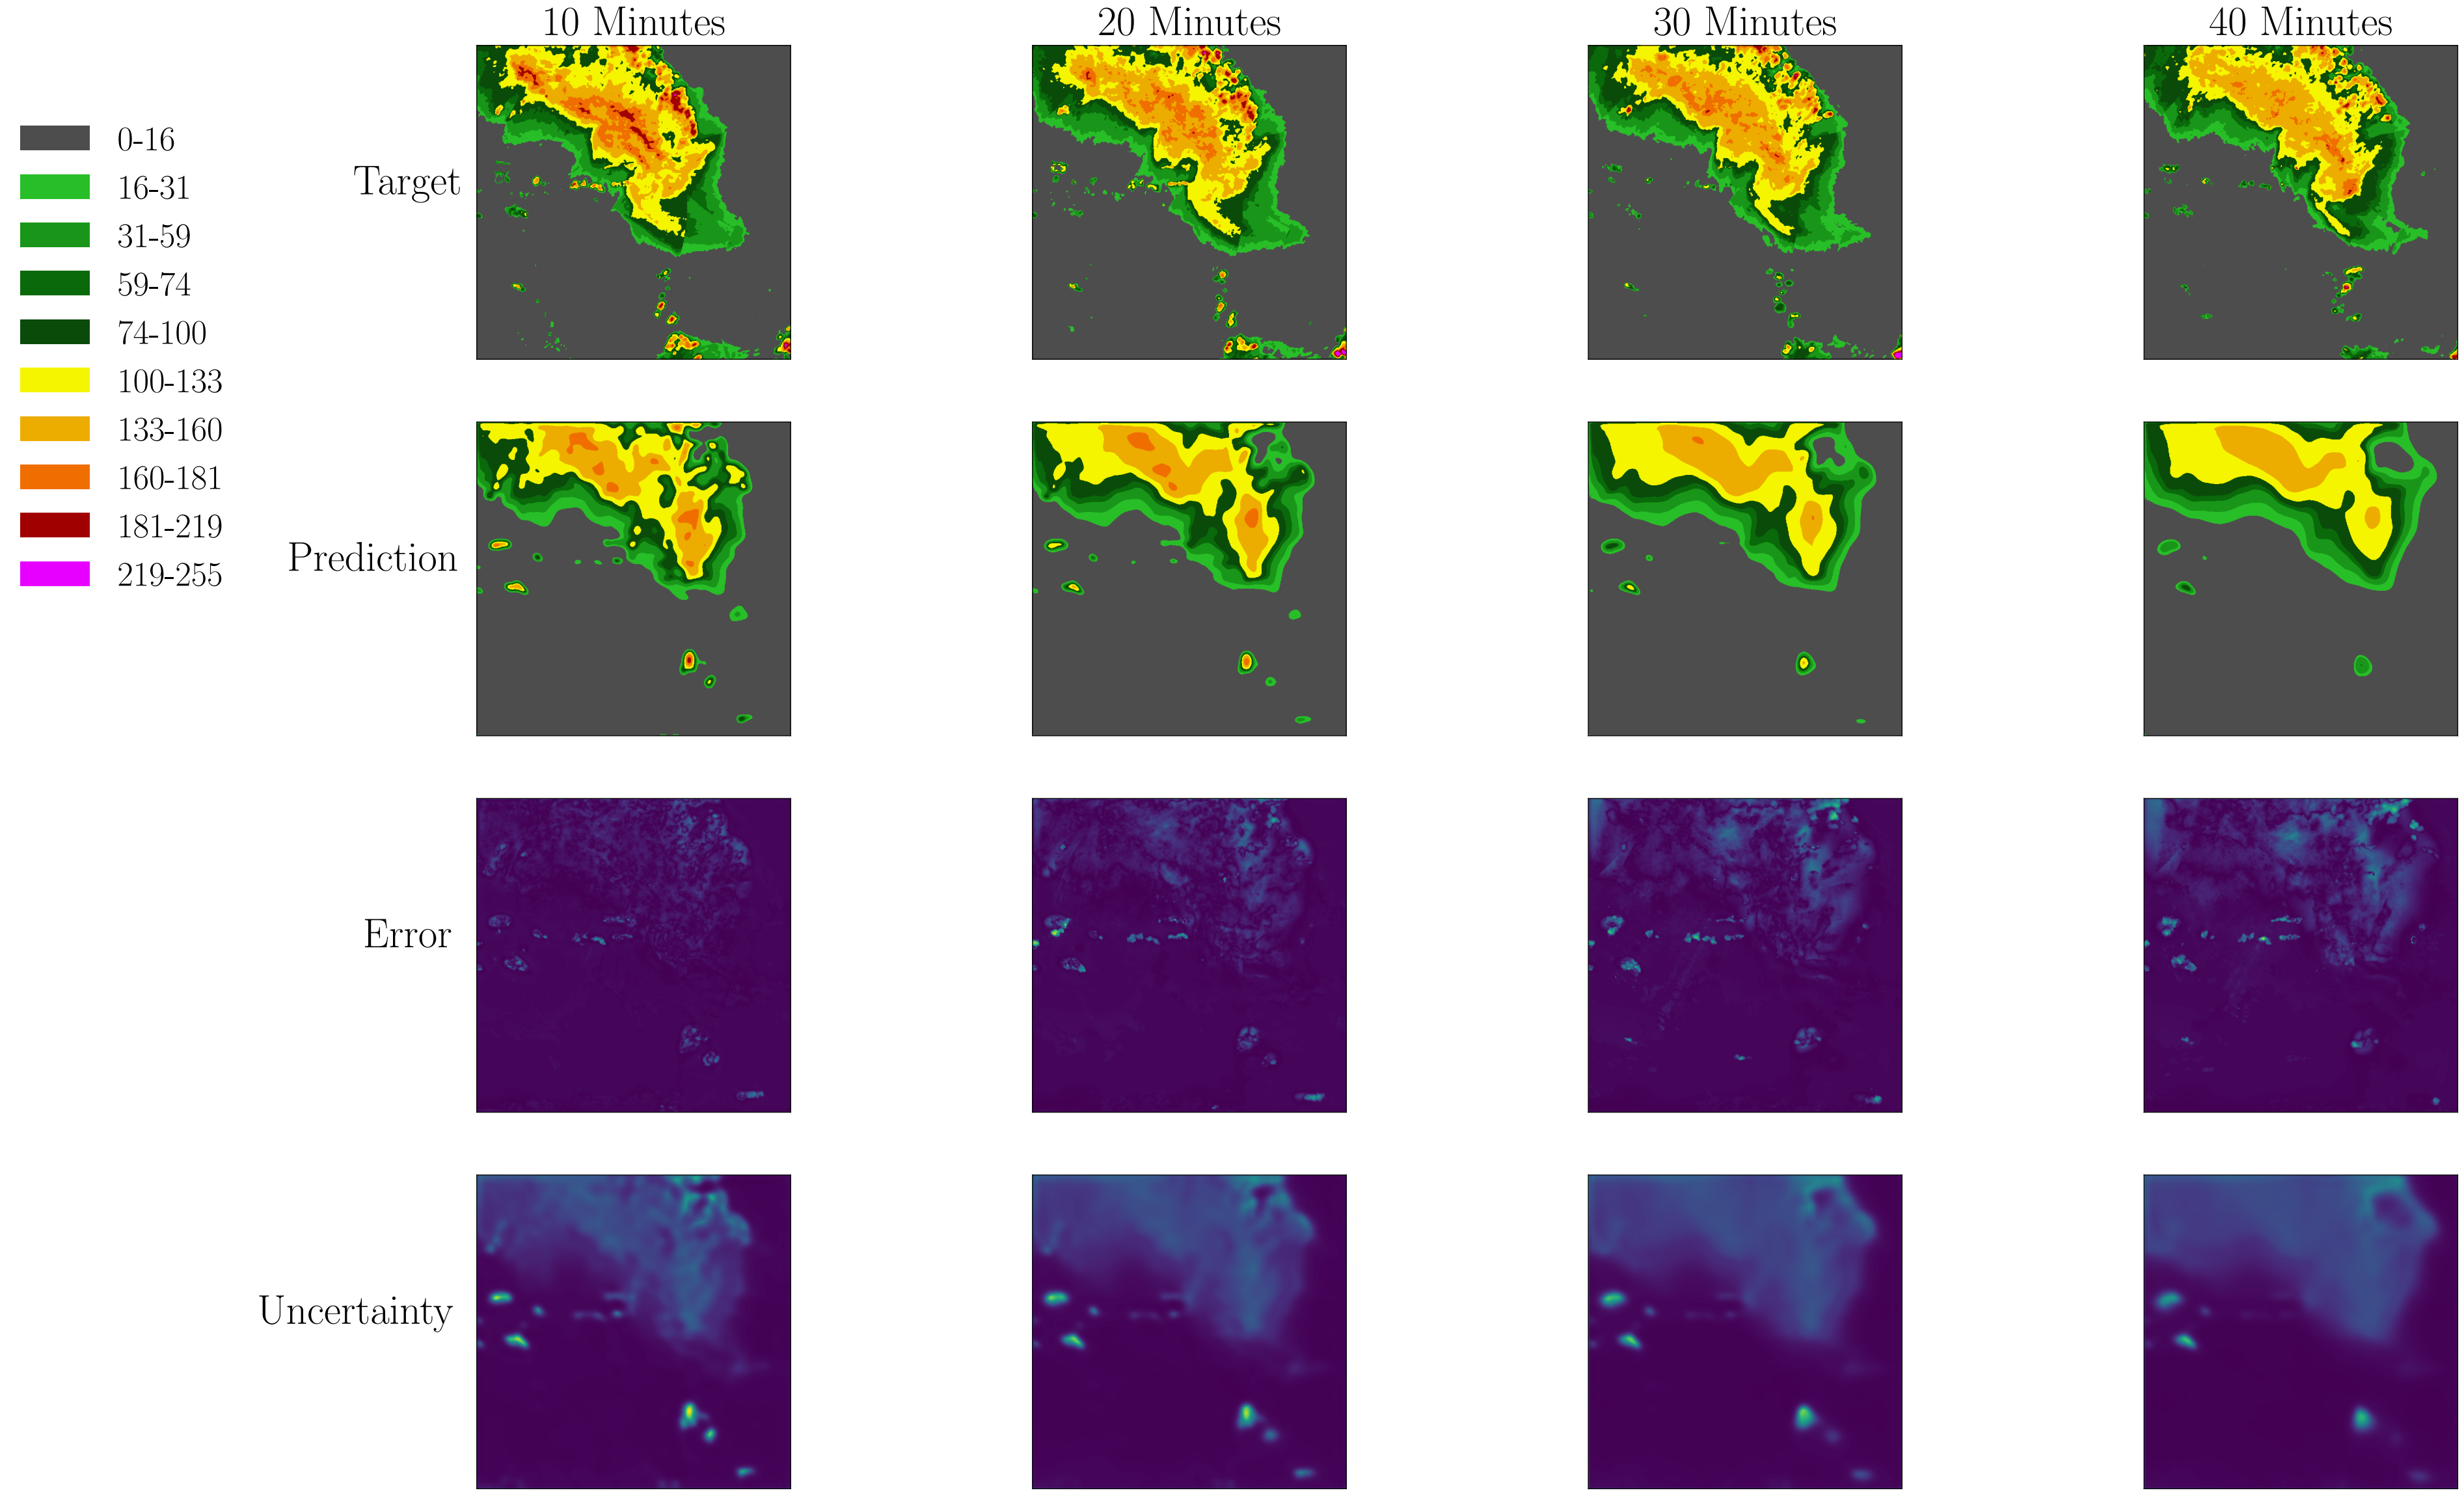 10 Minutes
20 Minutes
30 Minutes
40 Minutes
0-16
16-31
31-59
59-74
74-100
100-133
133-160
160-181
181-219
219-255
Target
Prediction
Error
Uncertainty